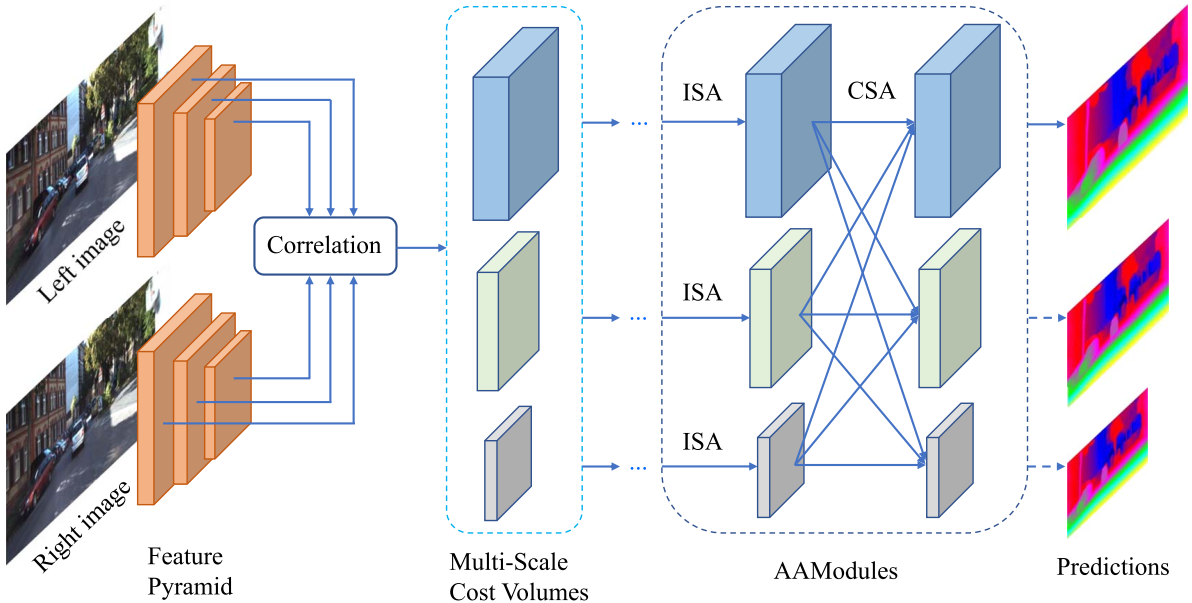 Left image
Right image
Feature
Pyramid
Correlation
Multi-Scale
Cost Volumes
...
...
...
ISA
ISA
ISA
CSA
AAModules
Predictions